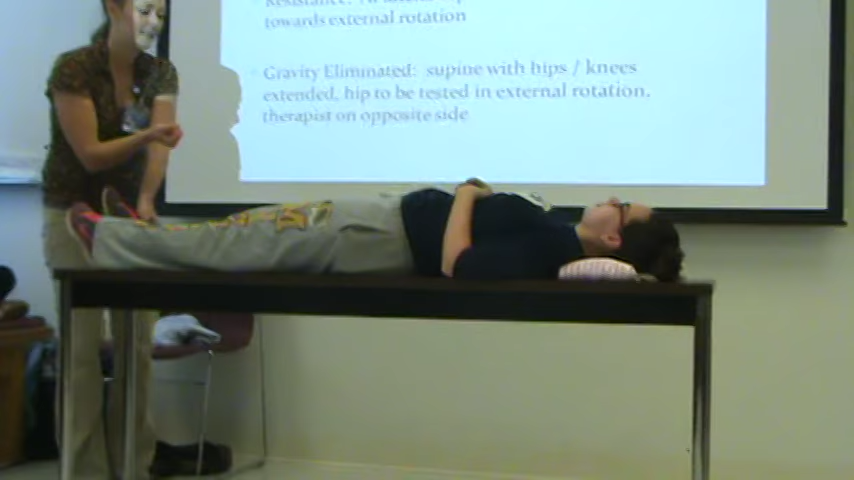 Resistance:
towards external rotation
Gravity Eliminated: supine with hips / knees
extended, hip to be tested in external rotation,
therapist on opposite side